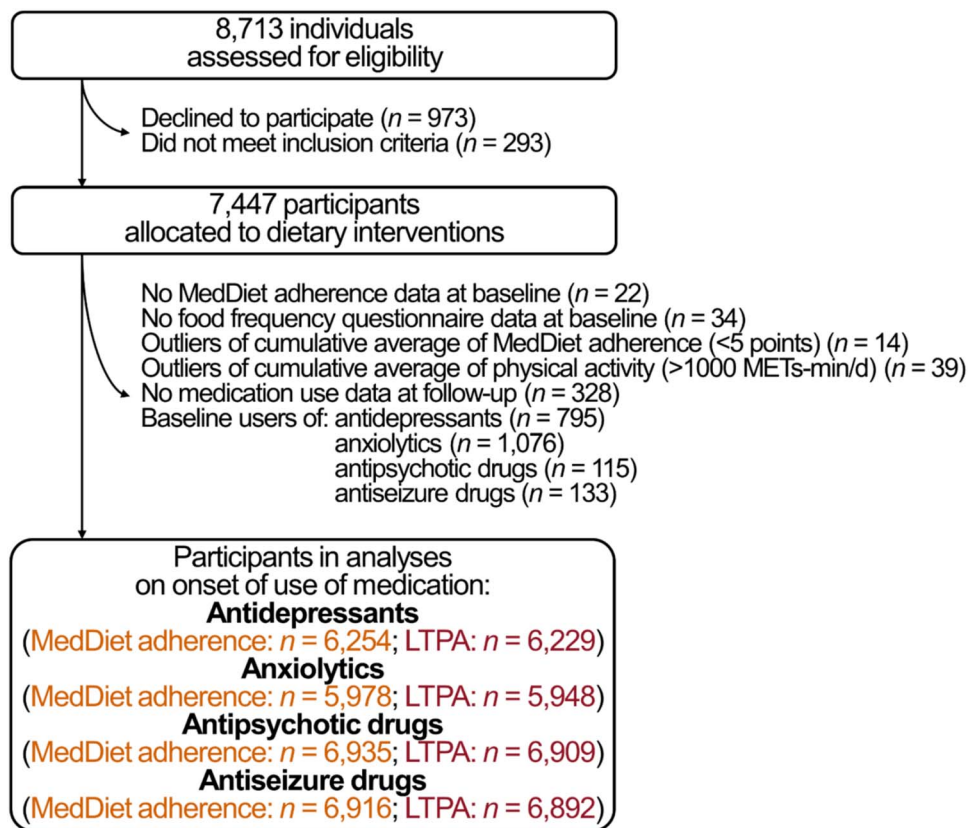 8,713 individuals
assessed for eligibility
Declined to participate (n = 973)
Did not meet inclusion criteria (n = 293)
7,447 participants
allocated to dietary interventions
No MedDiet adherence data at baseline (n = 22)
No food frequency questionnaire data at baseline (n = 34)
Outliers of cumulative average of MedDiet adherence (<5 points) (n = 14)
Outliers of cumulative average of physical activity (>1000 METs-min/d) (n = 39)
No medication use data at follow-up (n = 328)
Baseline users of: antidepressants (n = 795)
anxiolytics (n = 1,076)
antipsychotic drugs (n = 115)
antiseizure drugs (n = 133)
Participants in analyses
on onset of use of medication:
Antidepressants
(MedDiet adherence: n = 6,254; LTPA: n = 6,229)
Anxiolytics
(MedDiet adherence: n = 5,978; LTPA: n = 5,948)
Antipsychotic drugs
(MedDiet adherence: n = 6,935; LTPA: n = 6,909)
Antiseizure drugs
(MedDiet adherence: n = 6,916; LTPA: n = 6,892)